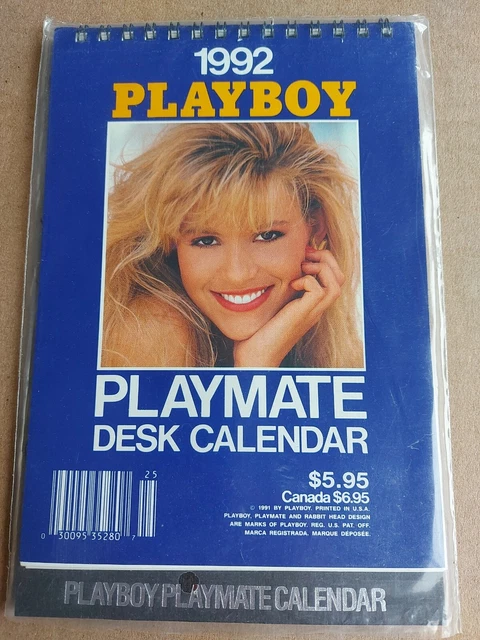 1992
PLAYBOY
PLAYMATE
DESK CALENDAR
25
$5.95
Canada $6.95
© 1991 BY PLAYBOY. PRINTED IN U.S.A.
PLAYBOY, PLAYMATE AND RABBIT HEAD DESIGN
ARE MARKS OF PLAYBOY. REG. U.S. PAT. OFF.
MARCA REGISTRADA, MARQUE DÉPOSÉE.
0 30095 35280 7
PLAYBOY PLAYMATE CALENDAR